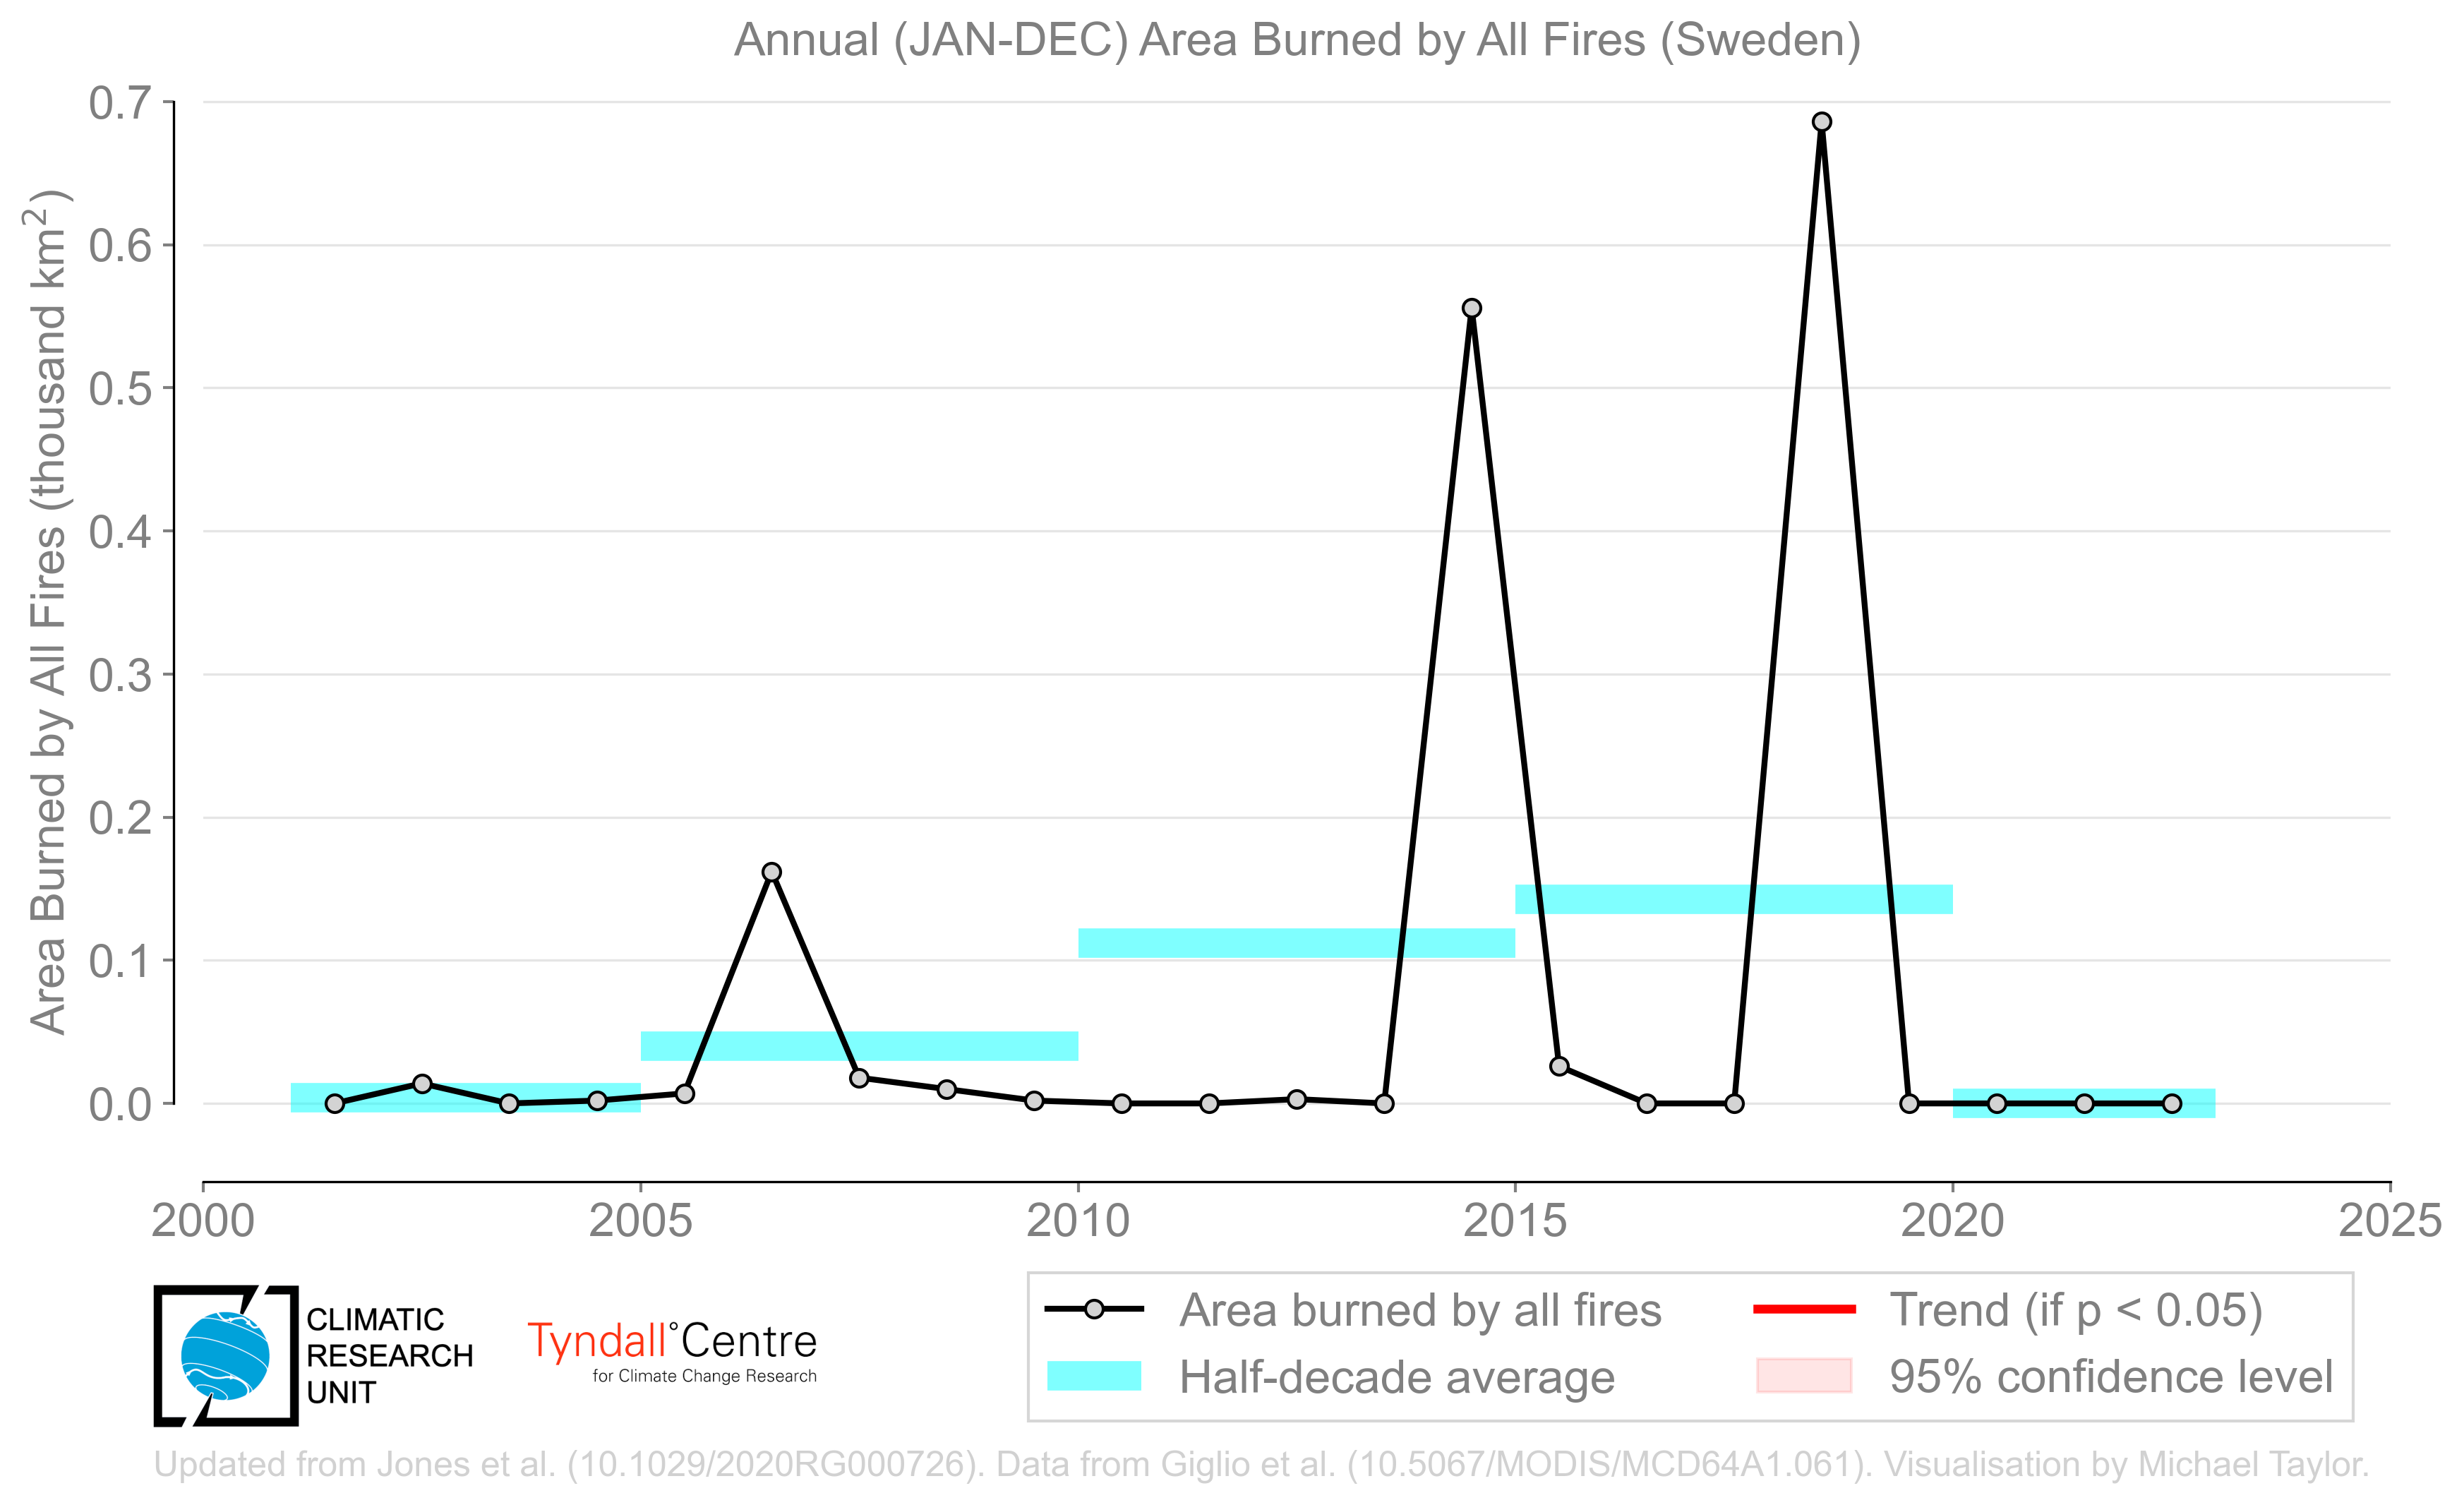 Annual (JAN-DEC) Area Burned by All Fires (Sweden)
Area Burned by All Fires (thousand km²)
0.7
0.6
0.5
0.4
0.3
0.2
0.1
0.0
2000 2005 2010 2015 2020 2025
CLIMATIC
RESEARCH
UNIT
Tyndall°Centre
for Climate Change Research
Area burned by all fires
Half-decade average
Trend (if p < 0.05)
95% confidence level
Updated from Jones et al. (10.1029/2020RG000726). Data from Giglio et al. (10.5067/MODIS/MCD64A1.061). Visualisation by Michael Taylor.